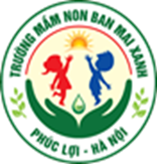 TRƯỜNG MẦM NON BAN MAI XANH
PHÚC LỢI - HÀ NỘI